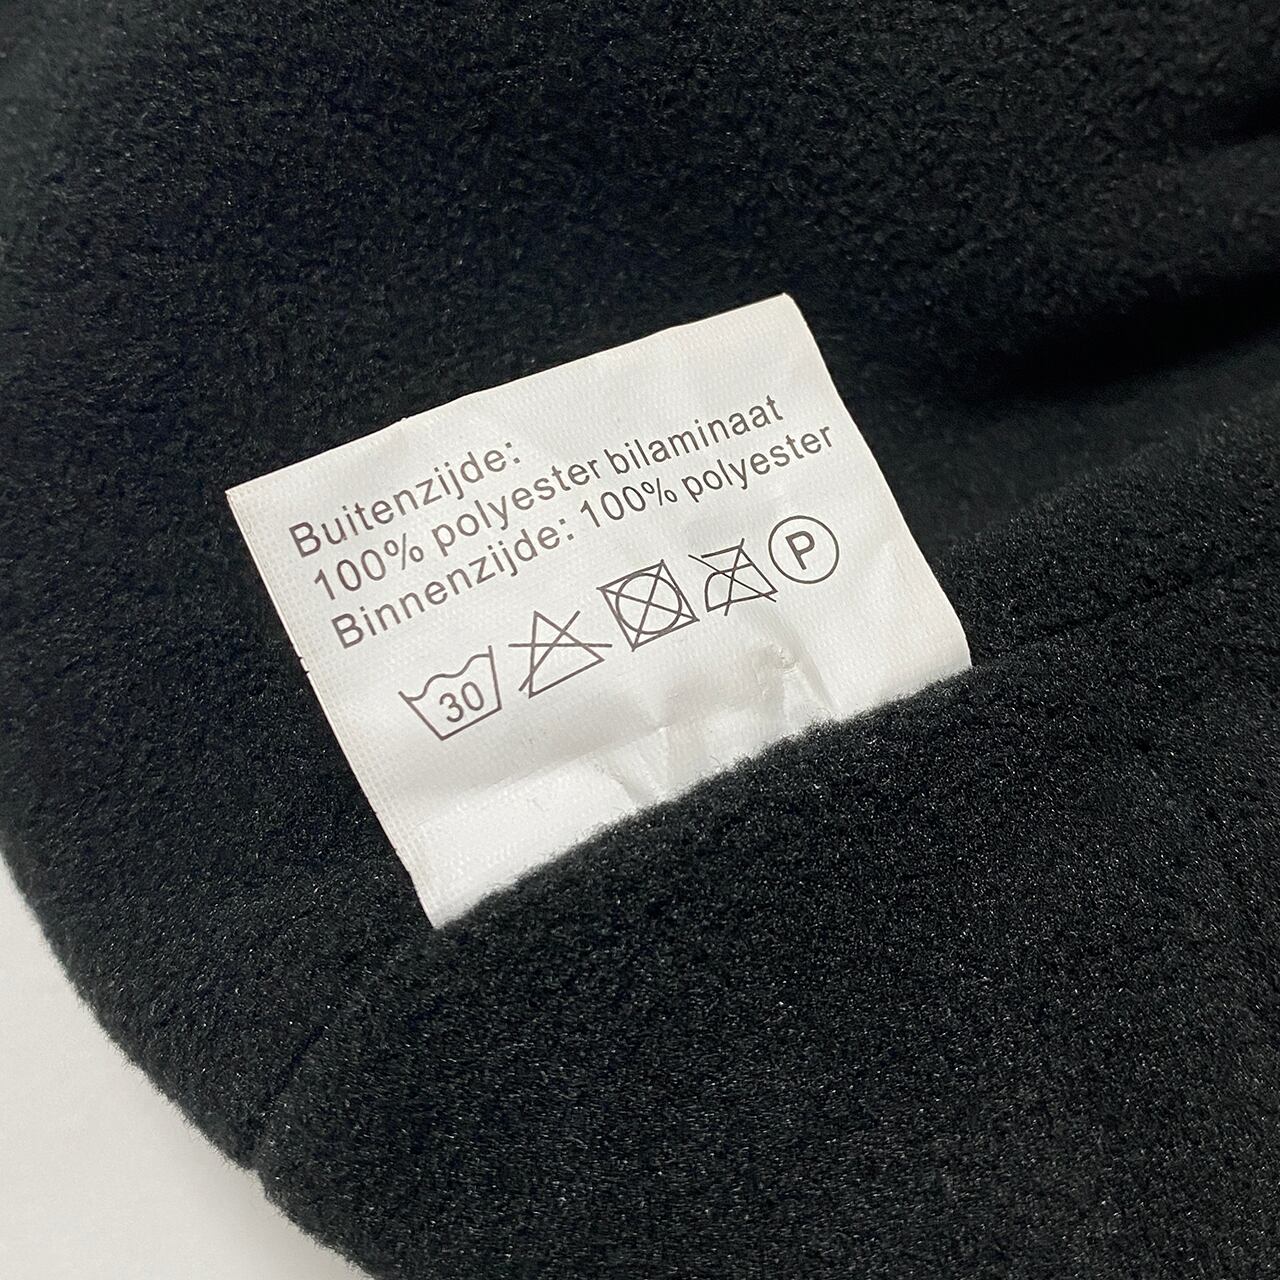 Buitenzijde:
100% polyester bilaminaat
Binnenzijde: 100% polyester
30 P